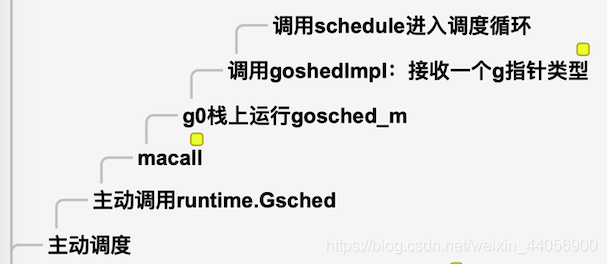 调用schedule进入调度循环
调用goshedImpl：接收一个g指针类型
g0栈上运行gosched_m
macall
主动调用runtime.Gsched
主动调度
https://blog.csdn.net/weixin_44056900